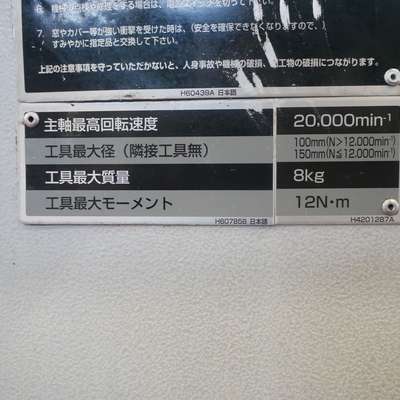 7. 窓やカバー等が強い衝撃を受けた時は、(安全を確保できなくなりますので、)
すみやかに指定品と交換して下さい。
上記の注意事項を守っていただかないと、人身事故や機械の破損、加工物の破損につながります。
H60439A 日本語
主軸最高回転速度 20.000min⁻¹
工具最大径（隣接工具無） 100mm(N>12.000min⁻¹)
150mm(N≦12.000min⁻¹)
工具最大質量 8kg
工具最大モーメント 12N・m
H60785B 日本語 H4201287A